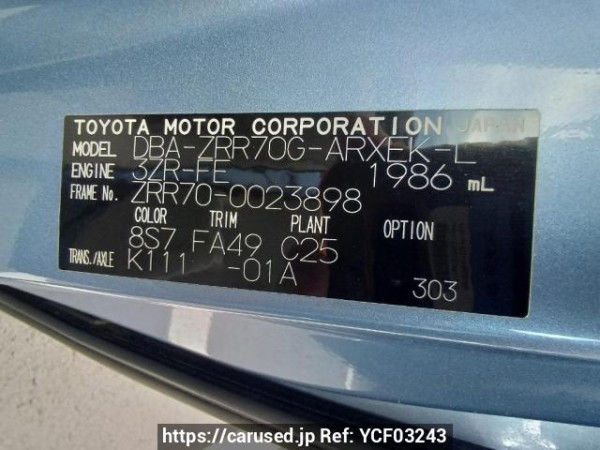 TOYOTA MOTOR CORPORATION JAPAN
MODEL DBA-ZRR70G-ARXEK-L
ENGINE 3ZR-FE 1986 mL
FRAME No. ZRR70-0023898
COLOR TRIM PLANT OPTION
8S7 FA49 C25
TRANS./AXLE K111 -01A
303
https://carused.jp Ref: YCF03243